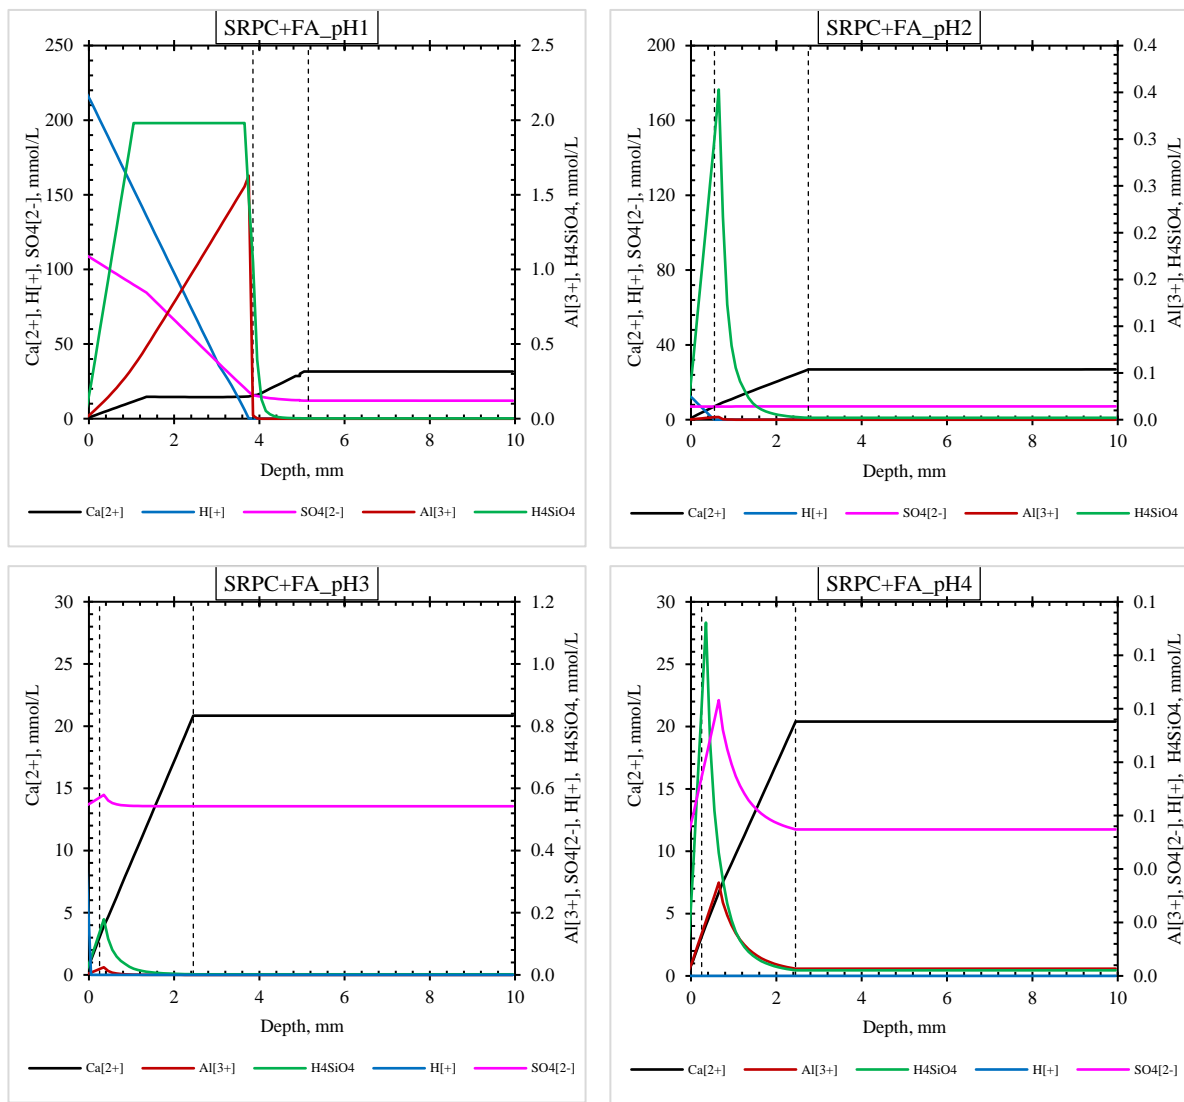 SRPC+FA_pH1
Ca[2+], H[+], SO4[2-], mmol/L
250
200
150
100
50
0
2.5
2.0
1.5
1.0
0.5
0.0
Al[3+], H4SiO4, mmol/L
0 2 4 6 8 10
Depth, mm
Ca[2+] H[+] SO4[2-] Al[3+] H4SiO4
SRPC+FA_pH2
Ca[2+], H[+], SO4[2-], mmol/L
200
160
120
80
40
0
0.4
0.4
0.3
0.3
0.2
0.2
0.1
0.1
0.0
Al[3+], H4SiO4, mmol/L
0 2 4 6 8 10
Depth, mm
Ca[2+] H[+] SO4[2-] Al[3+] H4SiO4
SRPC+FA_pH3
Ca[2+], mmol/L
30
25
20
15
10
5
0
1.2
1.0
0.8
0.6
0.4
0.2
0.0
Al[3+], SO4[2-], H[+], H4SiO4, mmol/L
0 2 4 6 8 10
Depth, mm
Ca[2+] Al[3+] H4SiO4 H[+] SO4[2-]
SRPC+FA_pH4
Ca[2+], mmol/L
30
25
20
15
10
5
0
0.1
0.1
0.1
0.1
0.1
0.0
0.0
0.0
Al[3+], SO4[2-], H[+], H4SiO4, mmol/L
0 2 4 6 8 10
Depth, mm
Ca[2+] Al[3+] H4SiO4 H[+] SO4[2-]